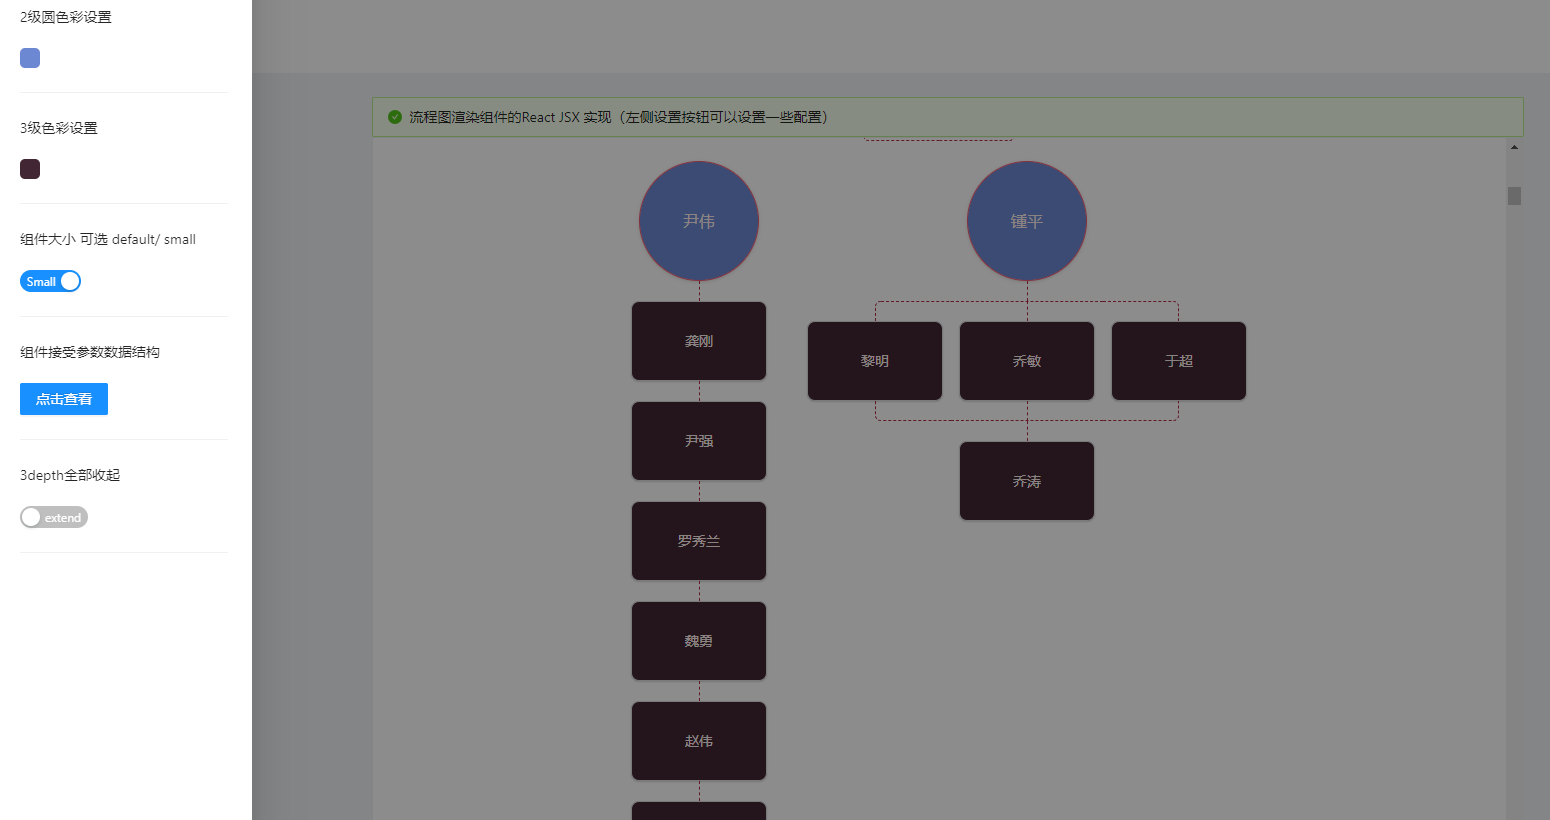 2级圆色彩设置
3级色彩设置
组件大小 可选 default/ small
Small
组件接受参数数据结构
点击查看
3depth全部收起
extend
流程图渲染组件的React JSX 实现（左侧设置按钮可以设置一些配置）
尹伟
锺平
龚刚
黎明
乔敏
于超
尹强
乔涛
罗秀兰
魏勇
赵伟